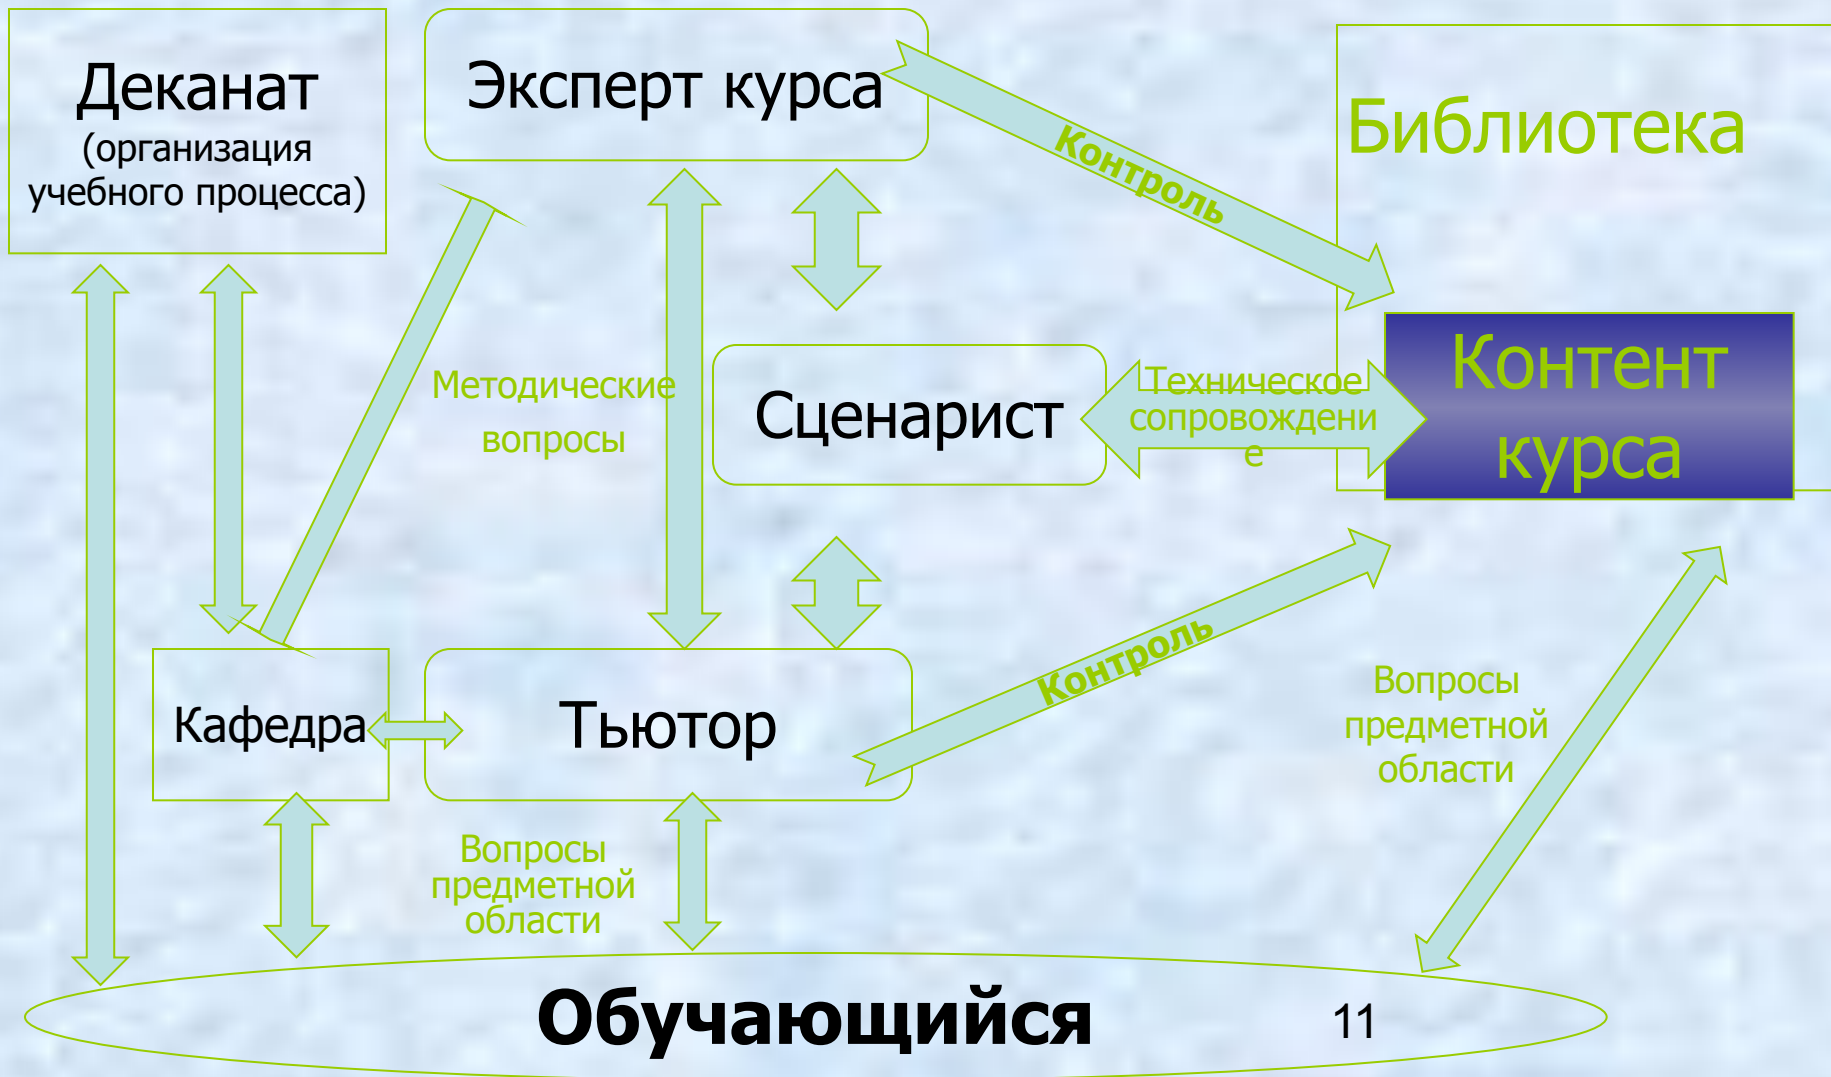 Деканат
(организация
учебного процесса)
Эксперт курса
Контроль
Библиотека
Методические
вопросы
Сценарист
Техническое
сопровождени
е
Контент
курса
Кафедра
Тьютор
Контроль
Вопросы
предметной
области
Вопросы
предметной
области
Обучающийся
11